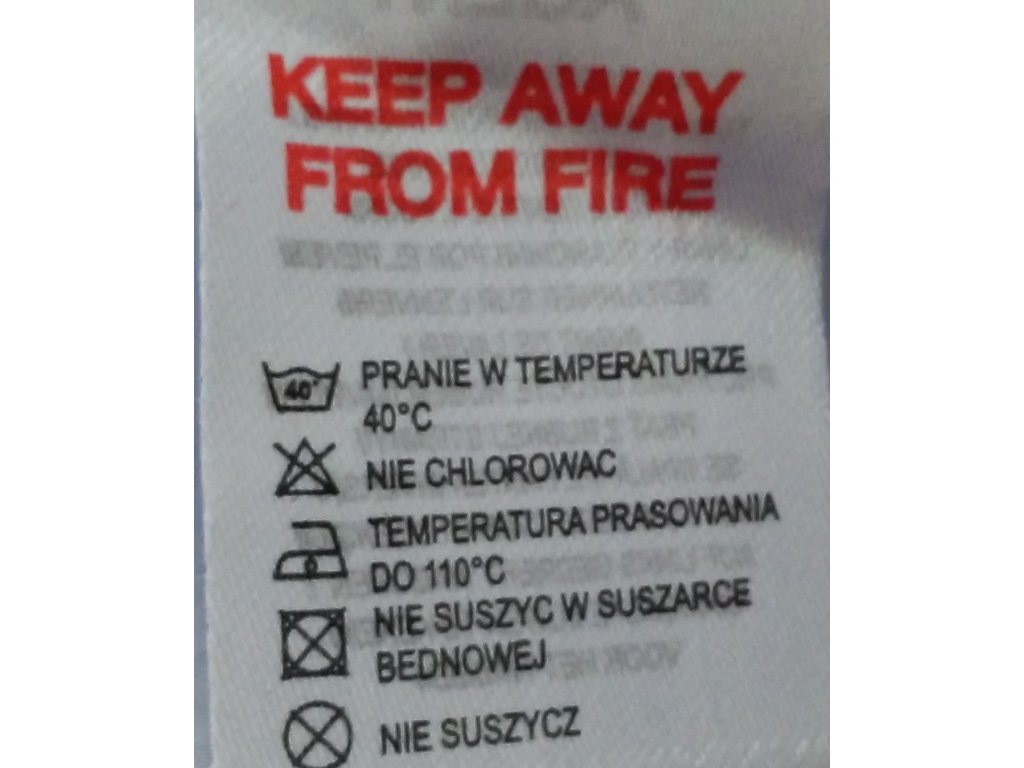 KEEP AWAY
FROM FIRE
40° PRANIE W TEMPERATURZE
40°C
NIE CHLOROWAC
TEMPERATURA PRASOWANIA
DO 110°C
NIE SUSZYC W SUSZARCE
BEDNOWEJ
NIE SUSZYCZ